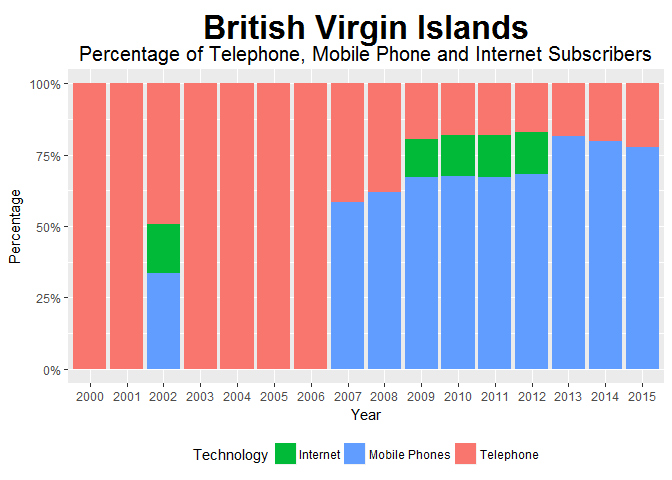 British Virgin Islands
Percentage of Telephone, Mobile Phone and Internet Subscribers
100%
75%
50%
25%
0%
Percentage
2000 2001 2002 2003 2004 2005 2006 2007 2008 2009 2010 2011 2012 2013 2014 2015
Year
Technology Internet Mobile Phones Telephone